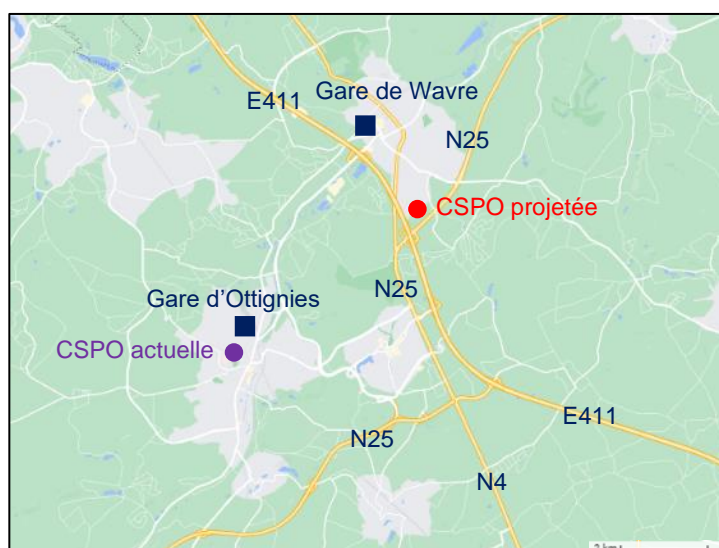 Gare de Wavre
E411
N25
CSPO projetée
N25
Gare d'Ottignies
CSPO actuelle
E411
N25
N4